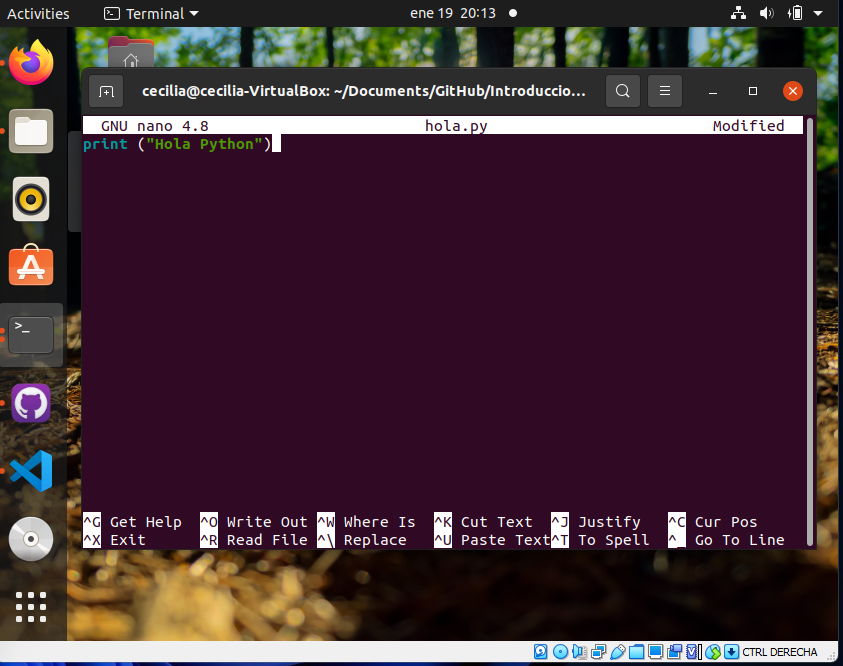 Activities Terminal ene 19 20:13
cecilia@cecilia-VirtualBox: ~/Documents/GitHub/Introduccio...
GNU nano 4.8 hola.py Modified
print ("Hola Python")
^G Get Help ^O Write Out ^W Where Is ^K Cut Text ^J Justify ^C Cur Pos
^X Exit ^R Read File ^\ Replace ^U Paste Text ^T To Spell ^_ Go To Line
CTRL DERECHA